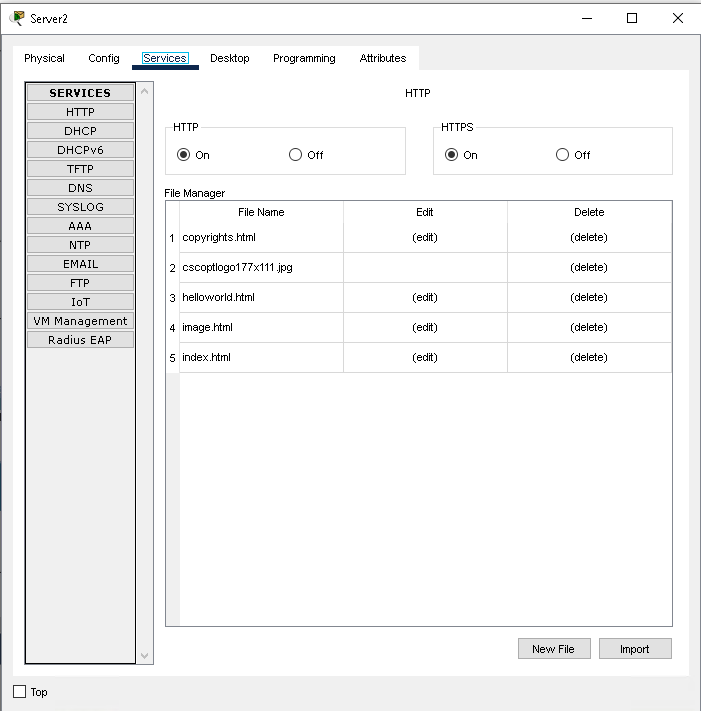 Server2
Physical Config Services Desktop Programming Attributes
SERVICES
HTTP
DHCP
DHCPv6
TFTP
DNS
SYSLOG
AAA
NTP
EMAIL
FTP
IoT
VM Management
Radius EAP
HTTP
HTTP
On Off
HTTPS
On Off
File Manager
File Name Edit Delete
1 copyrights.html (edit) (delete)
2 cscoptlogo177x111.jpg (delete)
3 helloworld.html (edit) (delete)
4 image.html (edit) (delete)
5 index.html (edit) (delete)
New File Import
Top